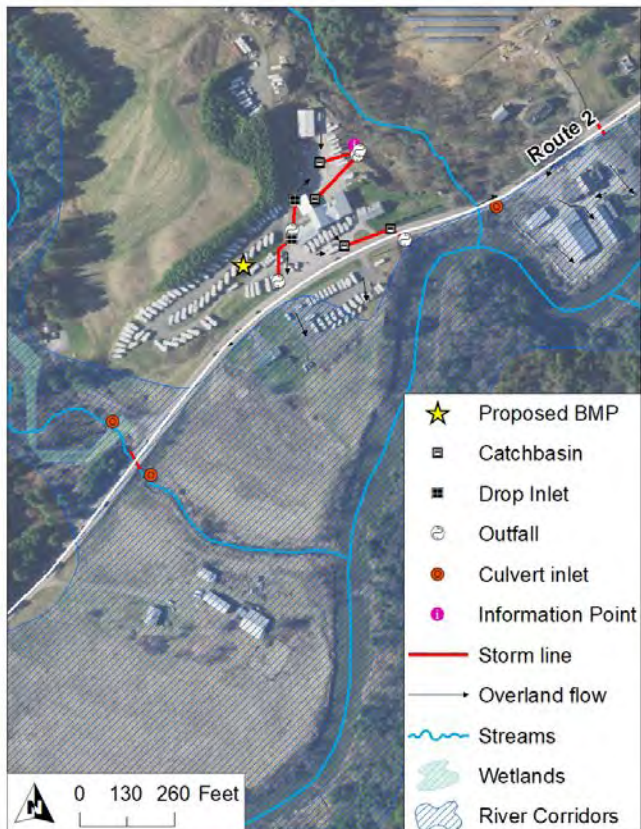 Route 2
Proposed BMP
Catchbasin
Drop Inlet
Outfall
Culvert inlet
Information Point
Storm line
Overland flow
Streams
Wetlands
River Corridors
N
0 130 260 Feet